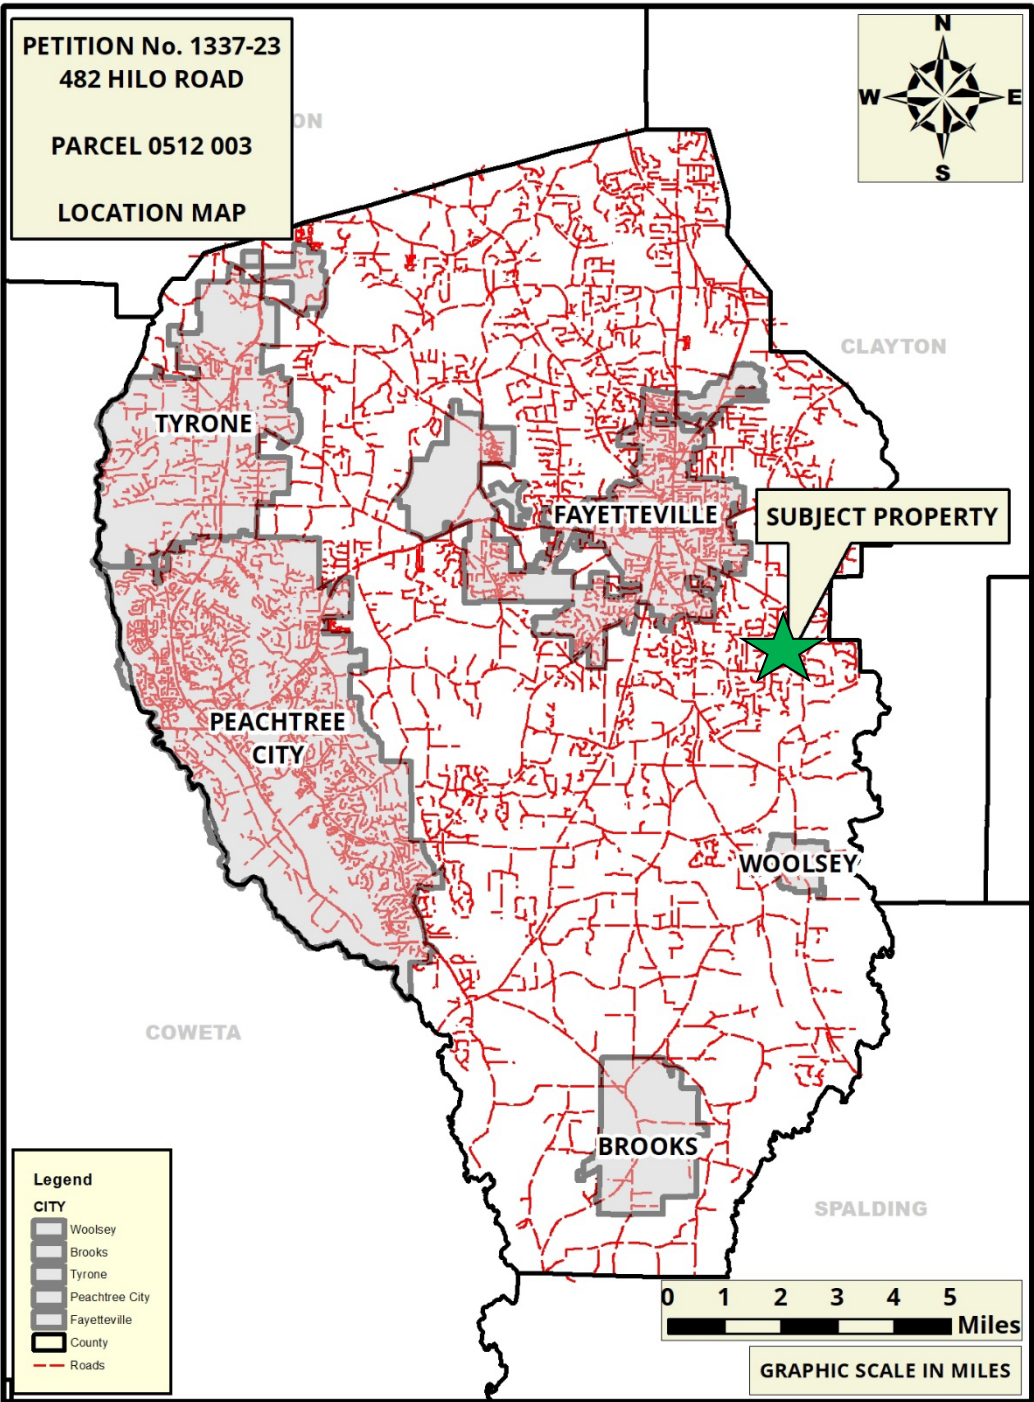 PETITION No. 1337-23
482 HILO ROAD
PARCEL 0512 003
LOCATION MAP
N
W
E
S
ON
CLAYTON
TYRONE
FAYETTEVILLE
SUBJECT PROPERTY
PEACHTREE
CITY
WOOLSEY
COWETA
BROOKS
SPALDING
Legend
CITY
Woolsey
Brooks
Tyrone
Peachtree City
Fayetteville
County
Roads
0 1 2 3 4 5
Miles
GRAPHIC SCALE IN MILES